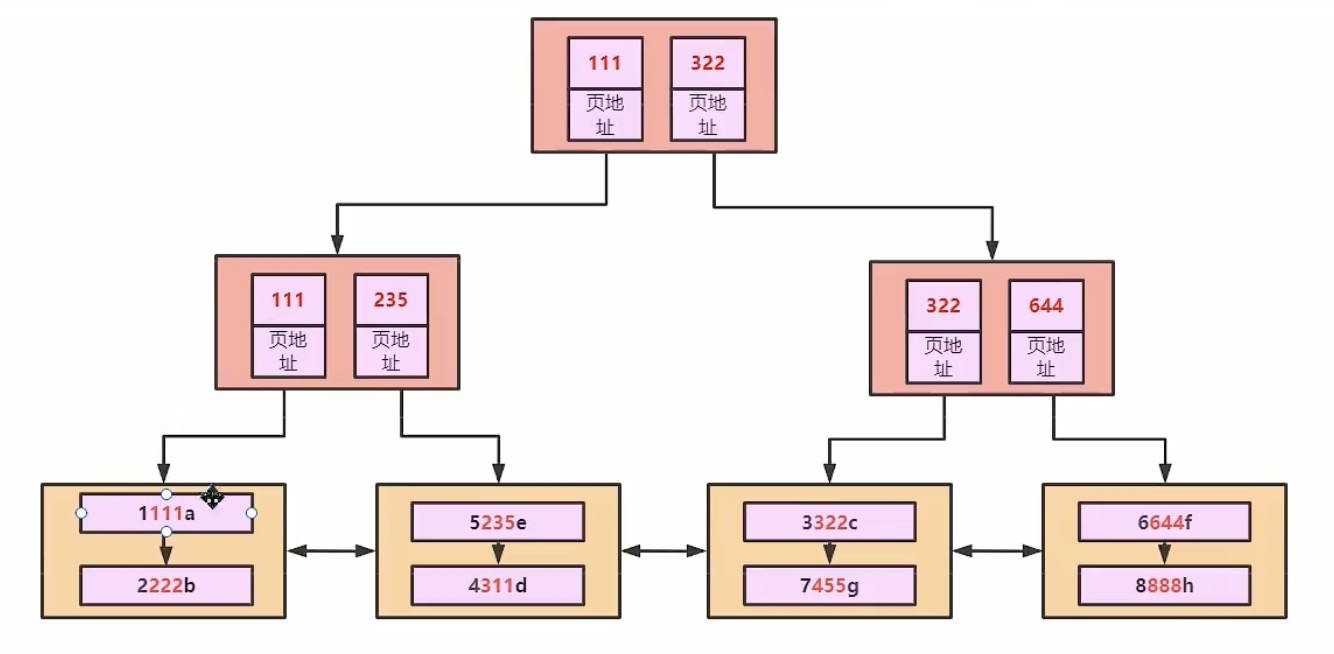 111 322
页地 页地
址 址
111 235
页地 页地
址 址
322 644
页地 页地
址 址
1111a
2222b
5235e
4311d
3322c
7455g
6644f
8888h